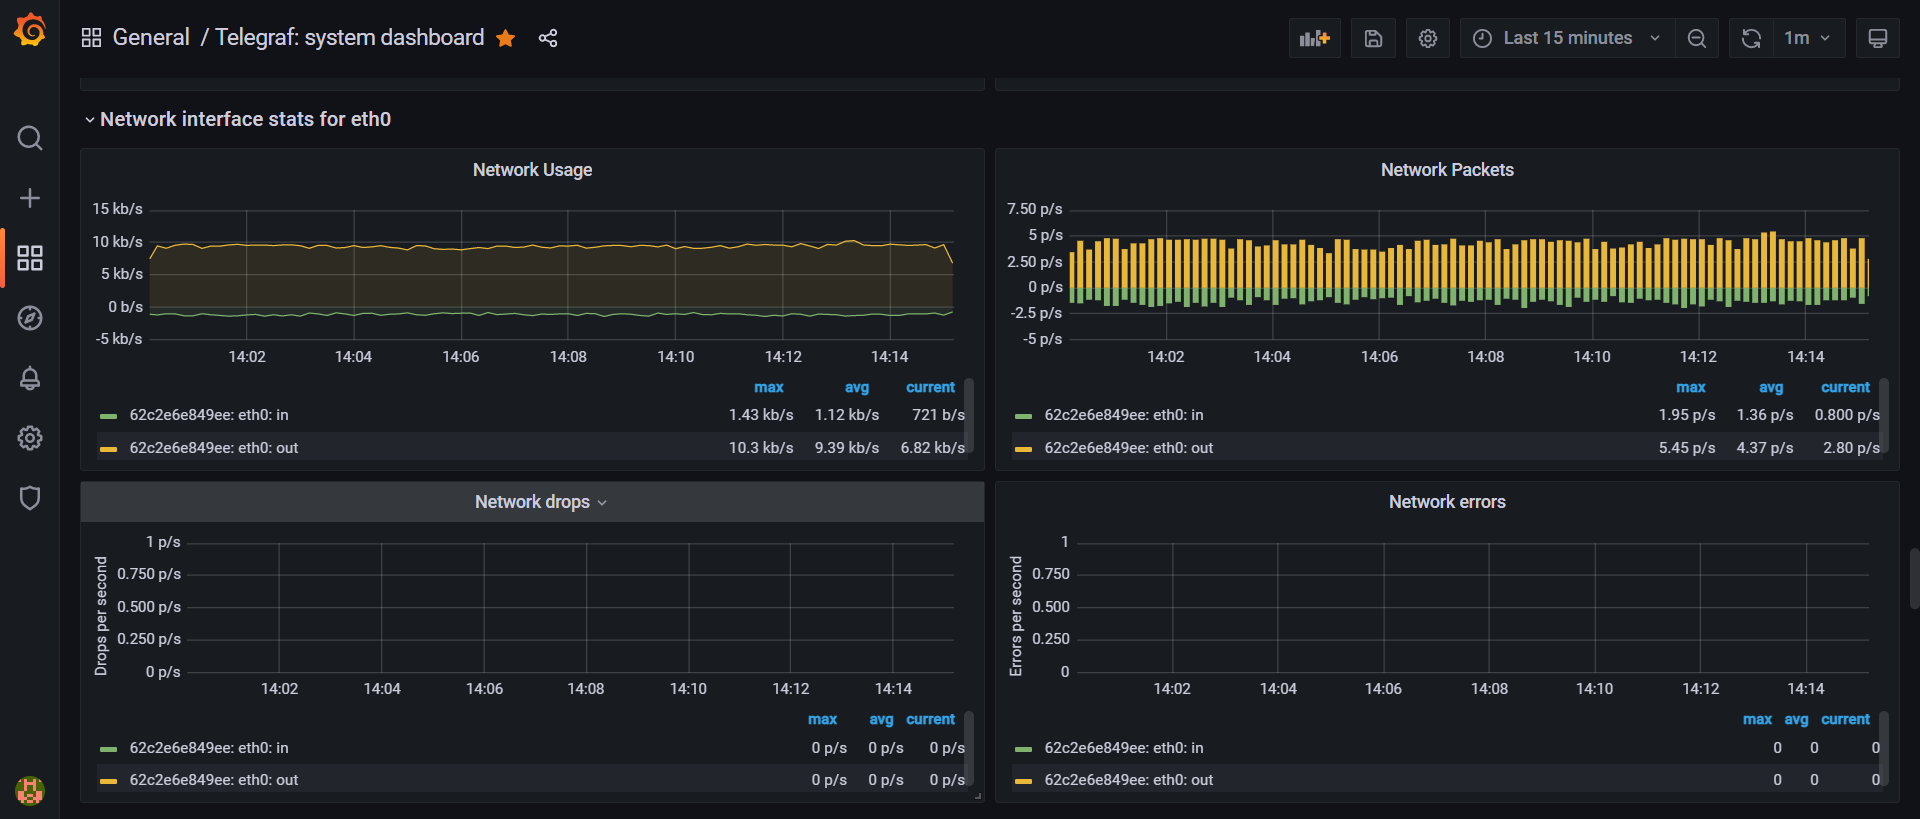 General / Telegraf: system dashboard
Last 15 minutes
1m
Network interface stats for eth0
Network Usage
15 kb/s
10 kb/s
5 kb/s
0 b/s
-5 kb/s
14:02 14:04 14:06 14:08 14:10 14:12 14:14
max avg current
62c2e6e849ee: eth0: in 1.43 kb/s 1.12 kb/s 721 b/s
62c2e6e849ee: eth0: out 10.3 kb/s 9.39 kb/s 6.82 kb/s
Network Packets
7.50 p/s
5 p/s
2.50 p/s
0 p/s
-2.5 p/s
-5 p/s
14:02 14:04 14:06 14:08 14:10 14:12 14:14
max avg current
62c2e6e849ee: eth0: in 1.95 p/s 1.36 p/s 0.800 p/s
62c2e6e849ee: eth0: out 5.45 p/s 4.37 p/s 2.80 p/s
Network drops
Drops per second
1 p/s
0.750 p/s
0.500 p/s
0.250 p/s
0 p/s
14:02 14:04 14:06 14:08 14:10 14:12 14:14
max avg current
62c2e6e849ee: eth0: in 0 p/s 0 p/s 0 p/s
62c2e6e849ee: eth0: out 0 p/s 0 p/s 0 p/s
Network errors
Errors per second
1
0.750
0.500
0.250
0
14:02 14:04 14:06 14:08 14:10 14:12 14:14
max avg current
62c2e6e849ee: eth0: in 0 0 0
62c2e6e849ee: eth0: out 0 0 0